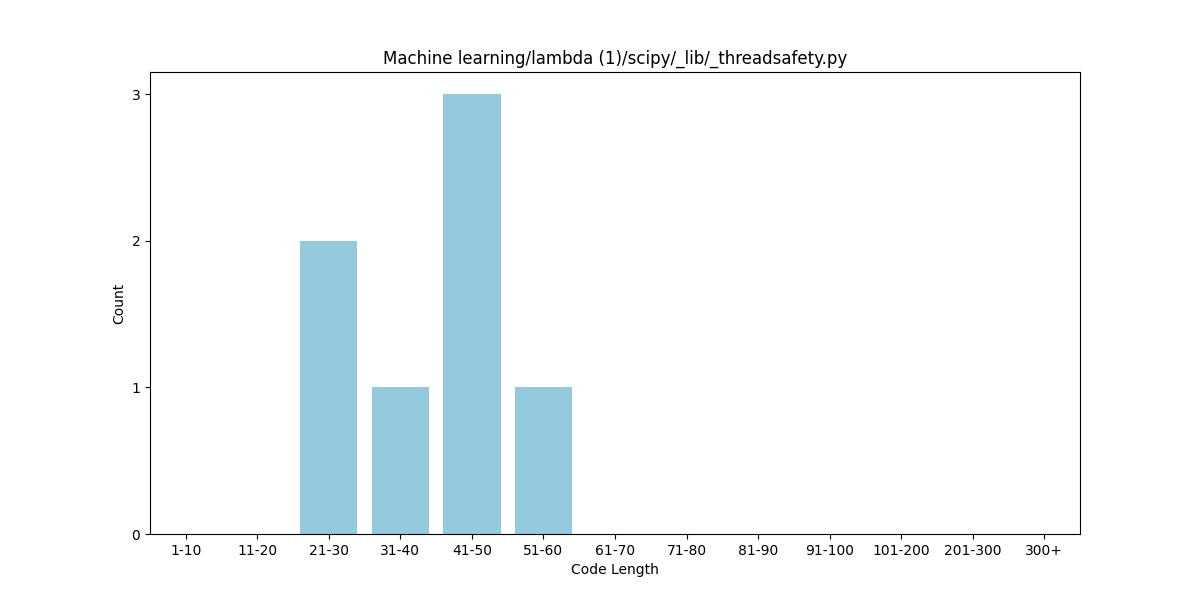 Machine learning/lambda (1)/scipy/_lib/_threadsafety.py
3
2
1
0
Count
1-10 11-20 21-30 31-40 41-50 51-60 61-70 71-80 81-90 91-100 101-200 201-300 300+
Code Length